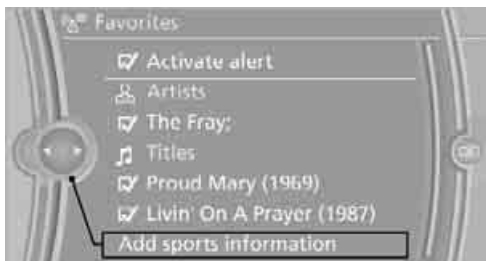 Favorites
Activate alert
Artists
The Fray;
Titles
Proud Mary (1969)
Livin' On A Prayer (1987)
Add sports information